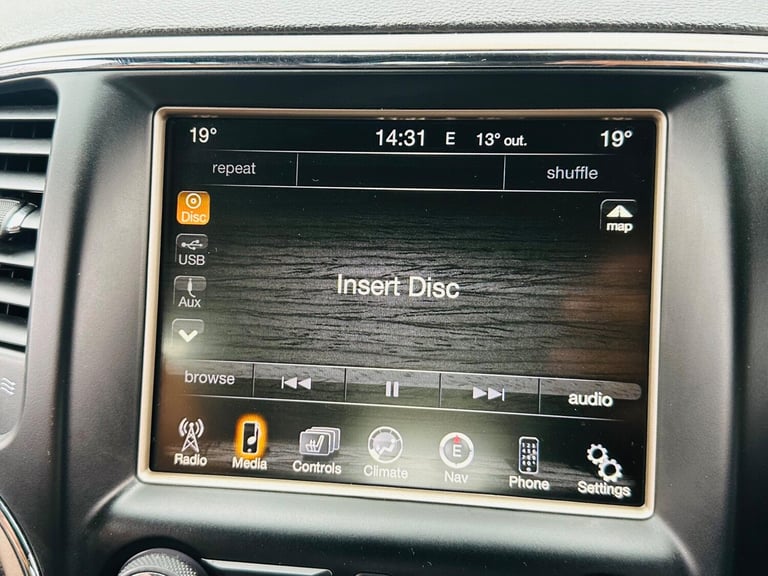 19° 14:31 E 13° out. 19°
repeat shuffle
Disc
map
USB
Insert Disc
Aux
browse audio
Radio Media Controls Climate E Nav Phone Settings